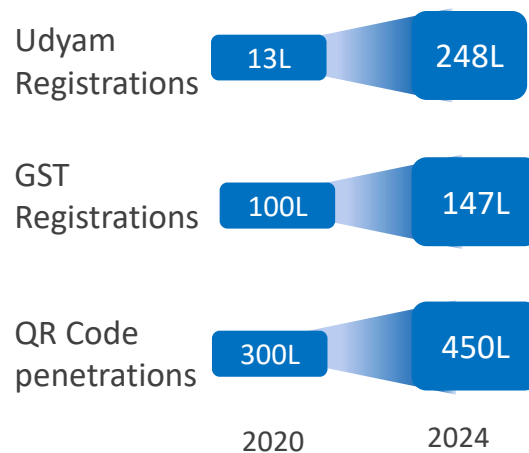 Udyam
Registrations
13L
248L
GST
Registrations
100L
147L
QR Code
penetrations
300L
450L
2020
2024